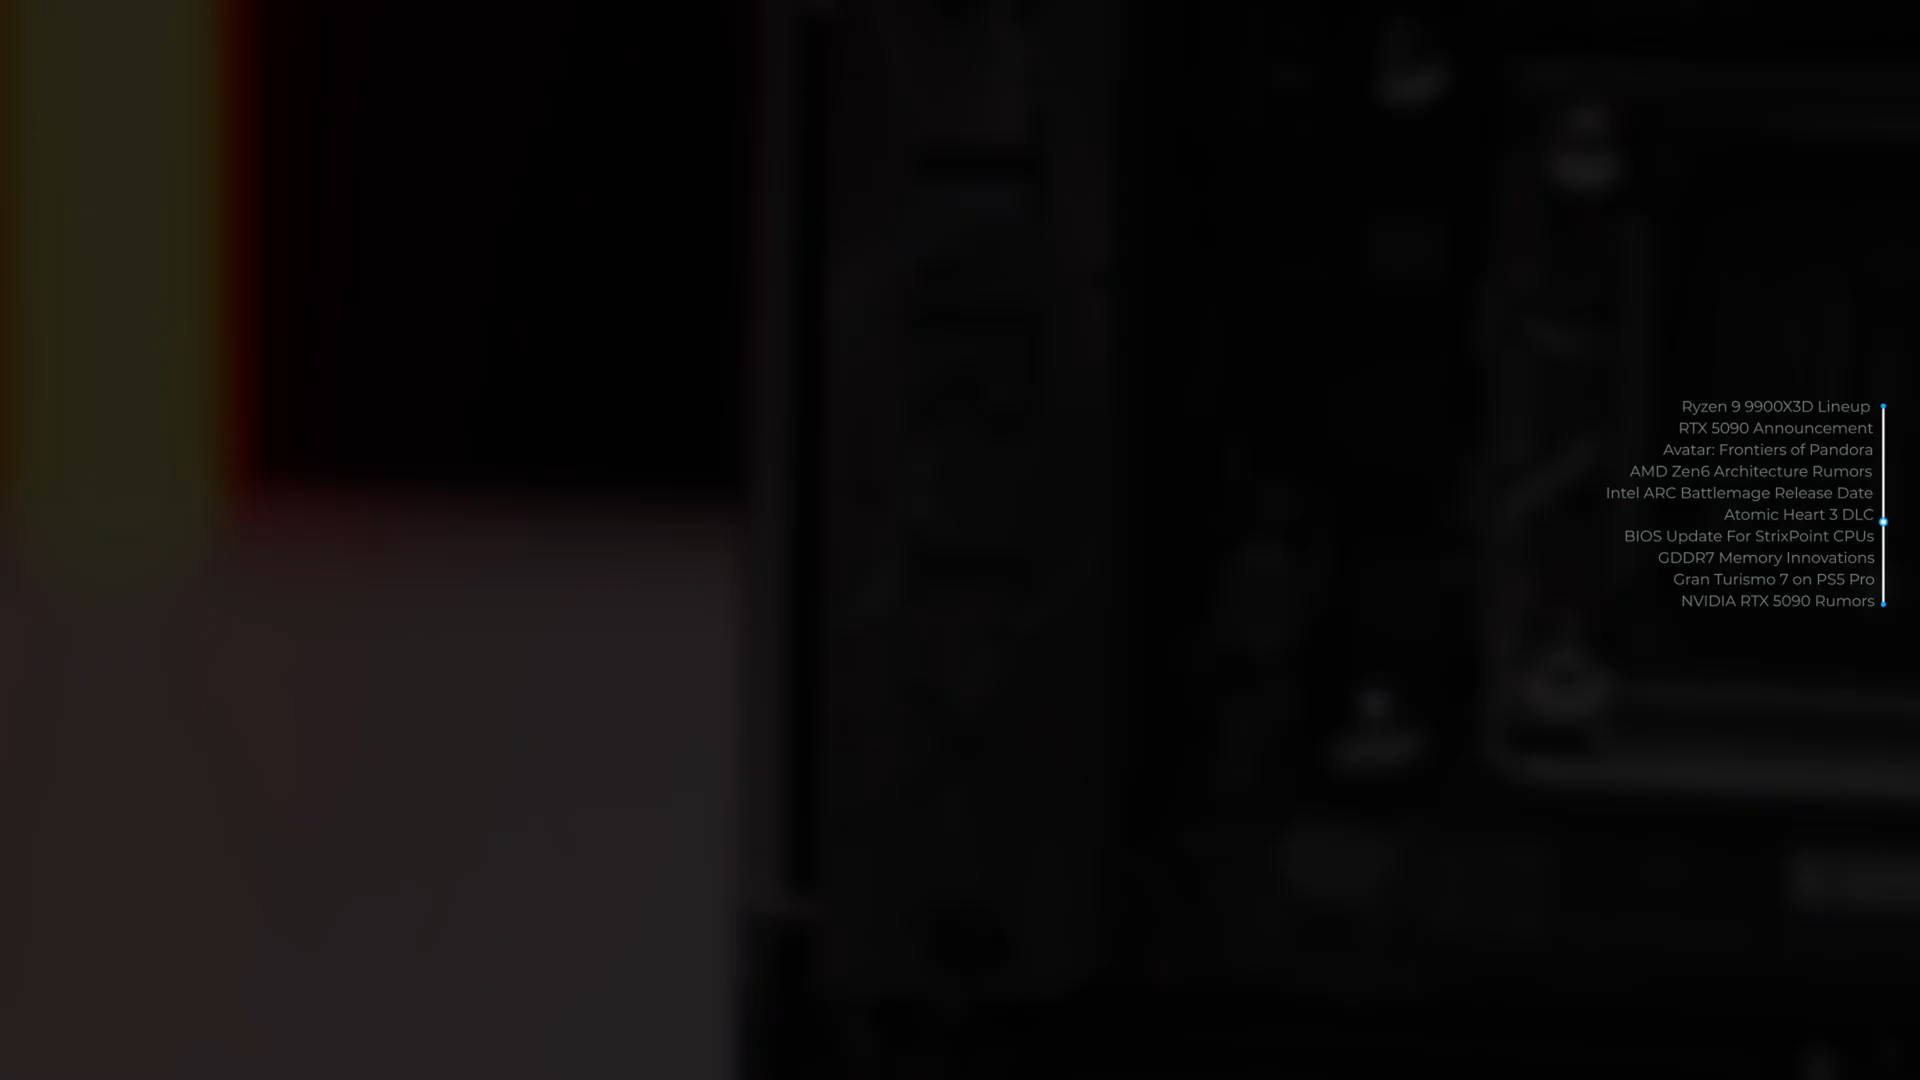 Ryzen 9 9900X3D Lineup
RTX 5090 Announcement
Avatar: Frontiers of Pandora
AMD Zen6 Architecture Rumors
Intel ARC Battlemage Release Date
Atomic Heart 3 DLC
BIOS Update For StrixPoint CPUs
GDDR7 Memory Innovations
Gran Turismo 7 on PS5 Pro
NVIDIA RTX 5090 Rumors